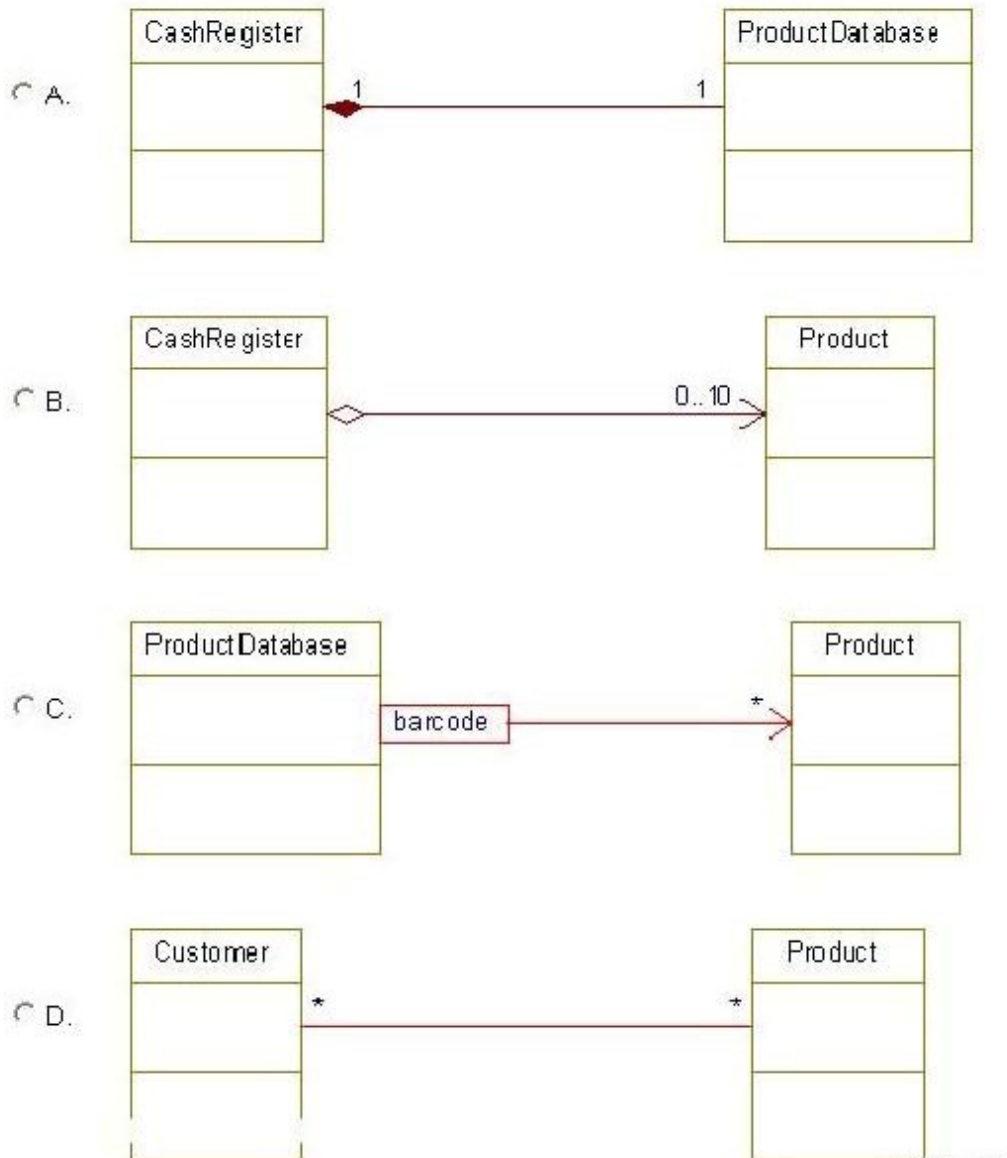 CashRegister ProductDatabase
A. 1 1
CashRegister Product
B. 0..10
ProductDatabase Product
C. barcode *
Customer Product
D. * *